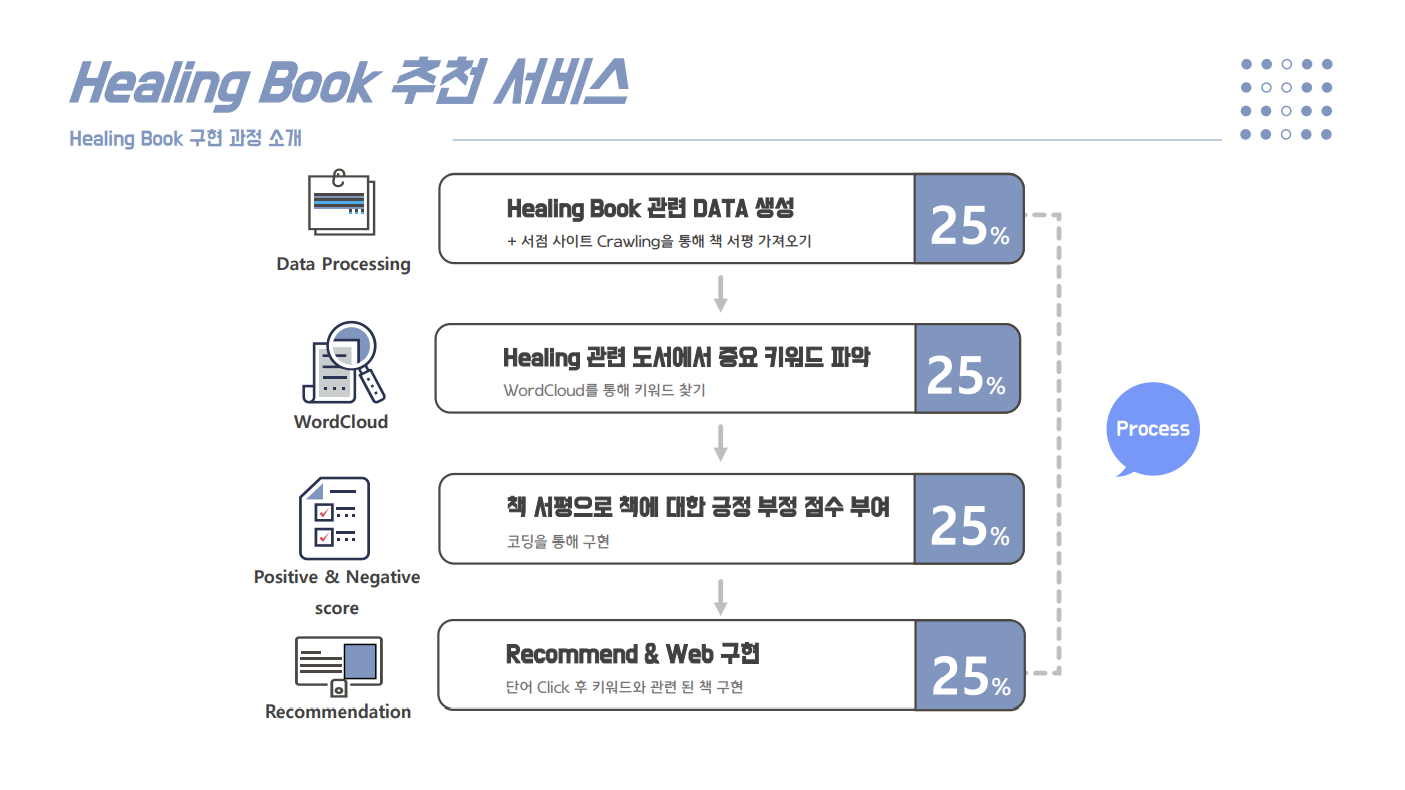 Healing Book 추천 서비스
Healing Book 구현 과정 소개
Data Processing
Healing Book 관련 DATA 생성
+ 서점 사이트 Crawling을 통해 책 서평 가져오기
25%
WordCloud
Healing 관련 도서에서 중요 키워드 파악
WordCloud를 통해 키워드 찾기
25%
Process
Positive & Negative
score
책 서평으로 책에 대한 긍정 부정 점수 부여
코딩을 통해 구현
25%
Recommendation
Recommend & Web 구현
단어 Click 후 키워드와 관련 된 책 구현
25%